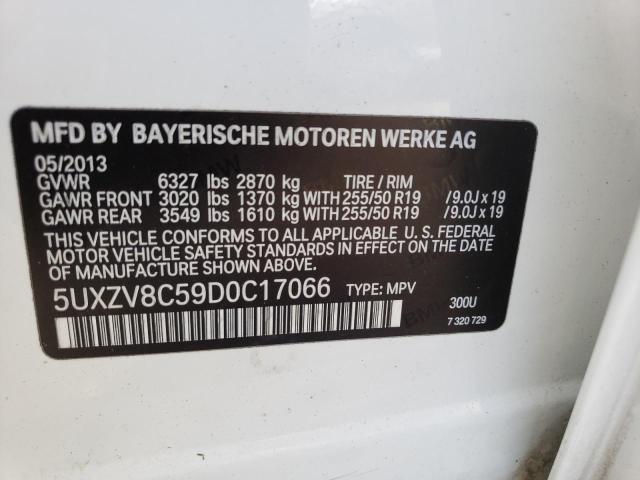 MFD BY BAYERISCHE MOTOREN WERKE AG
05/2013
GVWR 6327 lbs 2870 kg TIRE / RIM
GAWR FRONT 3020 lbs 1370 kg WITH 255/50 R19 /9.0J x 19
GAWR REAR 3549 lbs 1610 kg WITH 255/50 R19 /9.0J x 19
THIS VEHICLE CONFORMS TO ALL APPLICABLE U. S. FEDERAL
MOTOR VEHICLE SAFETY STANDARDS IN EFFECT ON THE DATE OF
MANUFACTURE SHOWN ABOVE.
5UXZV8C59D0C17066 TYPE: MPV
300U
7 320 729